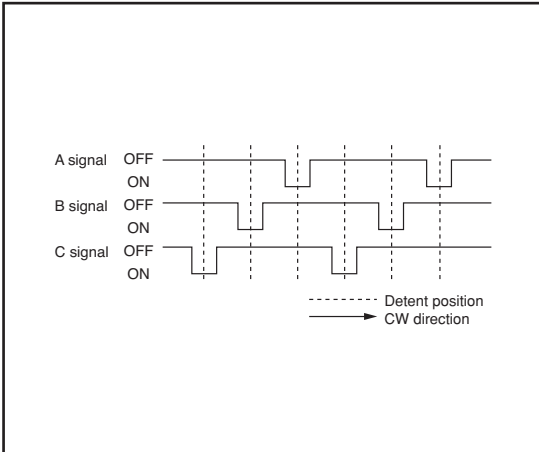 A signal OFF
ON
B signal OFF
ON
C signal OFF
ON
Detent position
CW direction